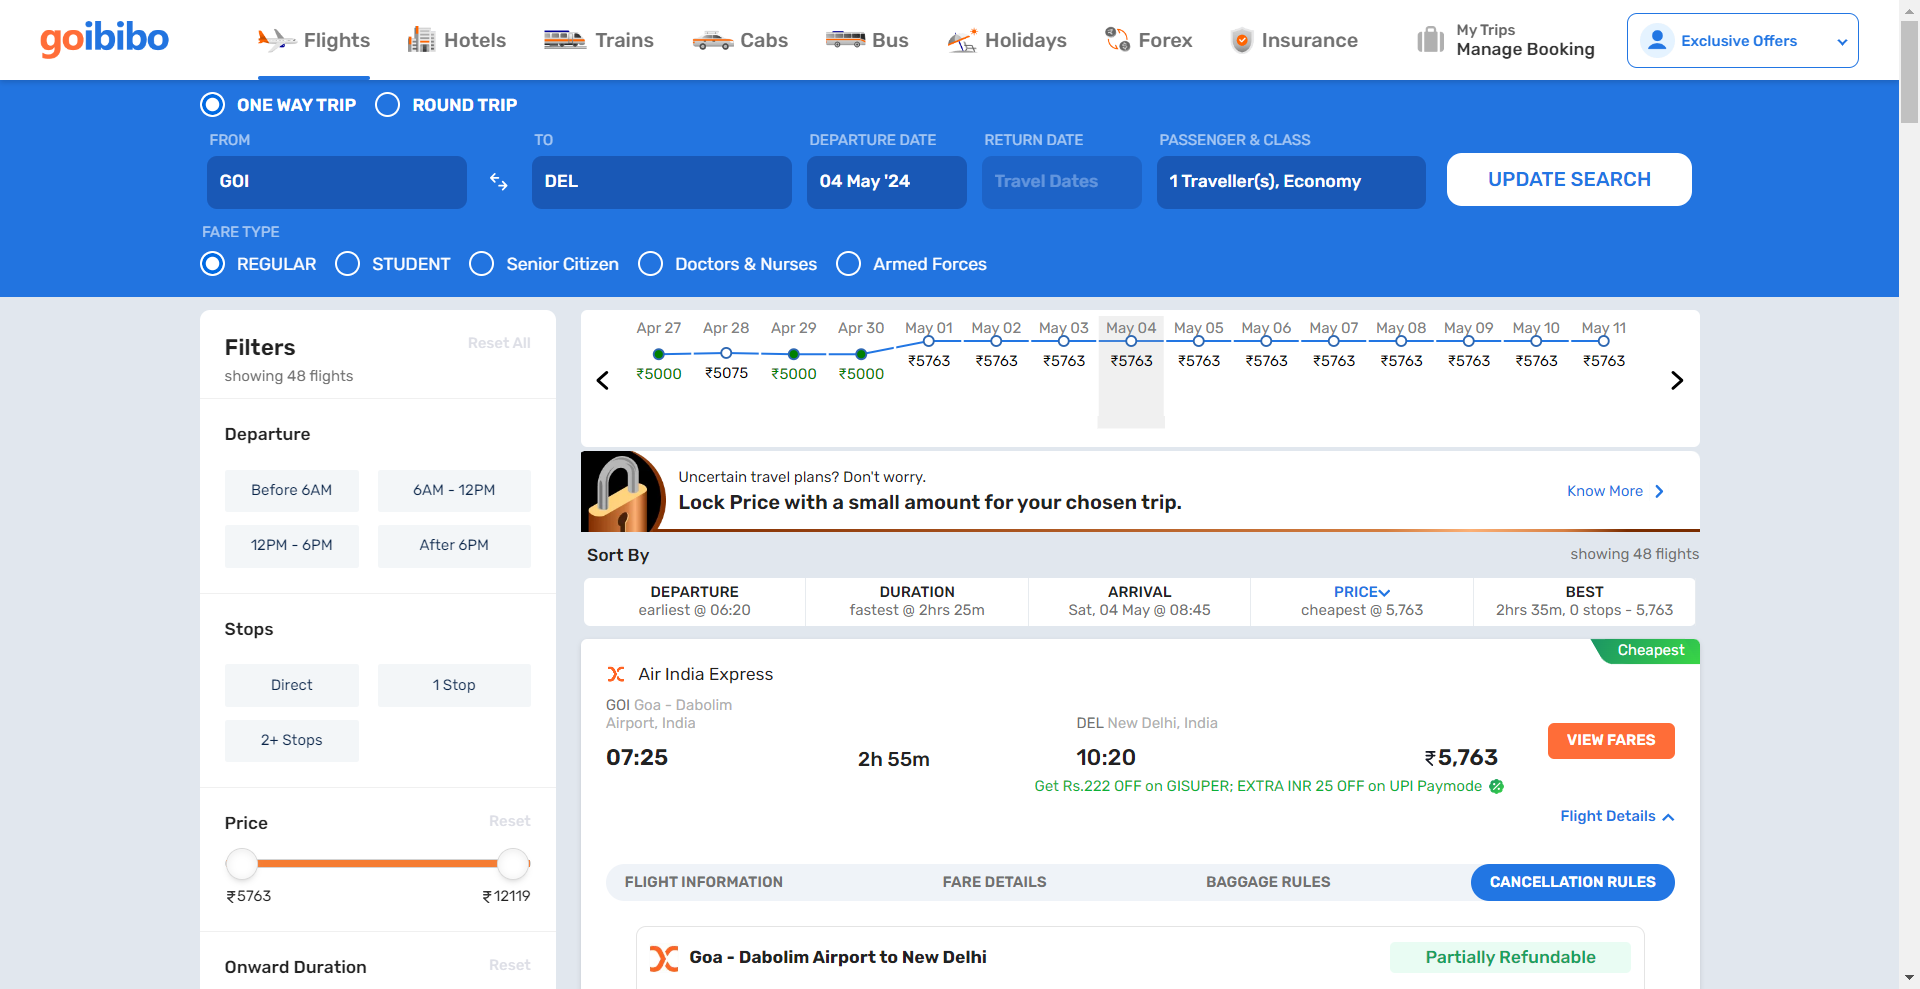 goibibo
Flights
Hotels
Trains
Cabs
Bus
Holidays
Forex
Insurance
My Trips
Manage Booking
Exclusive Offers
ONE WAY TRIP
ROUND TRIP
FROM
TO
DEPARTURE DATE
RETURN DATE
PASSENGER & CLASS
GOI
DEL
04 May '24
Travel Dates
1 Traveller(s), Economy
UPDATE SEARCH
FARE TYPE
REGULAR
STUDENT
Senior Citizen
Doctors & Nurses
Armed Forces
Filters
Reset All
showing 48 flights
Departure
Before 6AM
6AM - 12PM
12PM - 6PM
After 6PM
Stops
Direct
1 Stop
2+ Stops
Price
Reset
₹5763
₹12119
Onward Duration
Reset
Apr 27
Apr 28
Apr 29
Apr 30
May 01
May 02
May 03
May 04
May 05
May 06
May 07
May 08
May 09
May 10
May 11
₹5000
₹5075
₹5000
₹5000
₹5763
₹5763
₹5763
₹5763
₹5763
₹5763
₹5763
₹5763
₹5763
₹5763
₹5763
Uncertain travel plans? Don't worry.
Lock Price with a small amount for your chosen trip.
Know More
Sort By
showing 48 flights
DEPARTURE
earliest @ 06:20
DURATION
fastest @ 2hrs 25m
ARRIVAL
Sat, 04 May @ 08:45
PRICE
cheapest @ 5,763
BEST
2hrs 35m, 0 stops - 5,763
Cheapest
Air India Express
GOI Goa - Dabolim
Airport, India
DEL New Delhi, India
07:25
2h 55m
10:20
₹5,763
VIEW FARES
Get Rs.222 OFF on GISUPER; EXTRA INR 25 OFF on UPI Paymode
Flight Details
FLIGHT INFORMATION
FARE DETAILS
BAGGAGE RULES
CANCELLATION RULES
Goa - Dabolim Airport to New Delhi
Partially Refundable